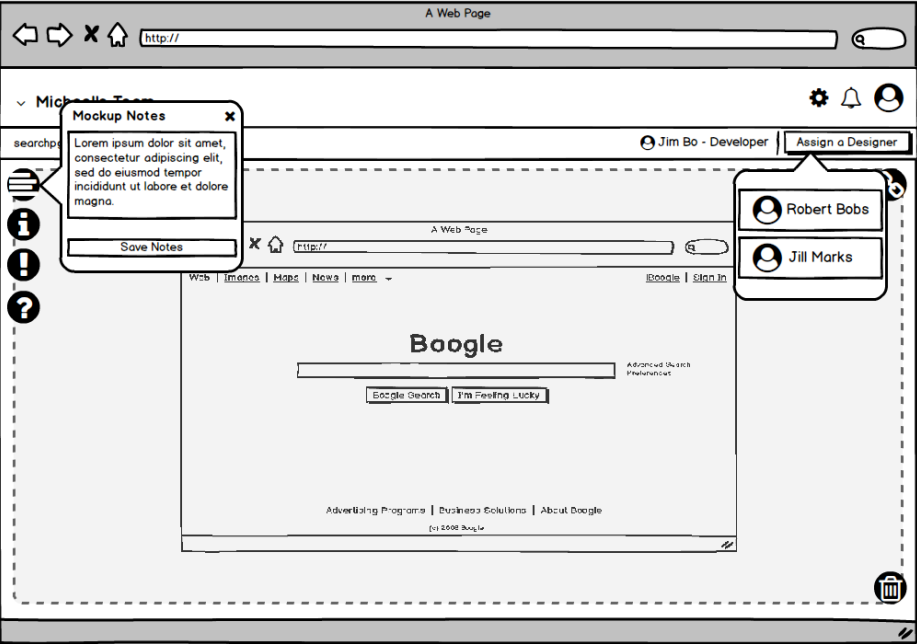 A Web Page
http://
Mockup Notes
Lorem ipsum dolor sit amet,
consectetur adipiscing elit,
sed do eiusmod tempor
incididunt ut labore et dolore
magna.
Save Notes
Jim Bo - Developer
Assign a Designer
Robert Bobs
Jill Marks
A Web Page
http://
Web | Images | Maps | News | more
iBoogle | Sign In
Boogle
Advanced Search
Preferences
Boogle Search
I'm Feeling Lucky
Advertising Programs | Business Solutions | About Boogle
(c) 2008 Boogle